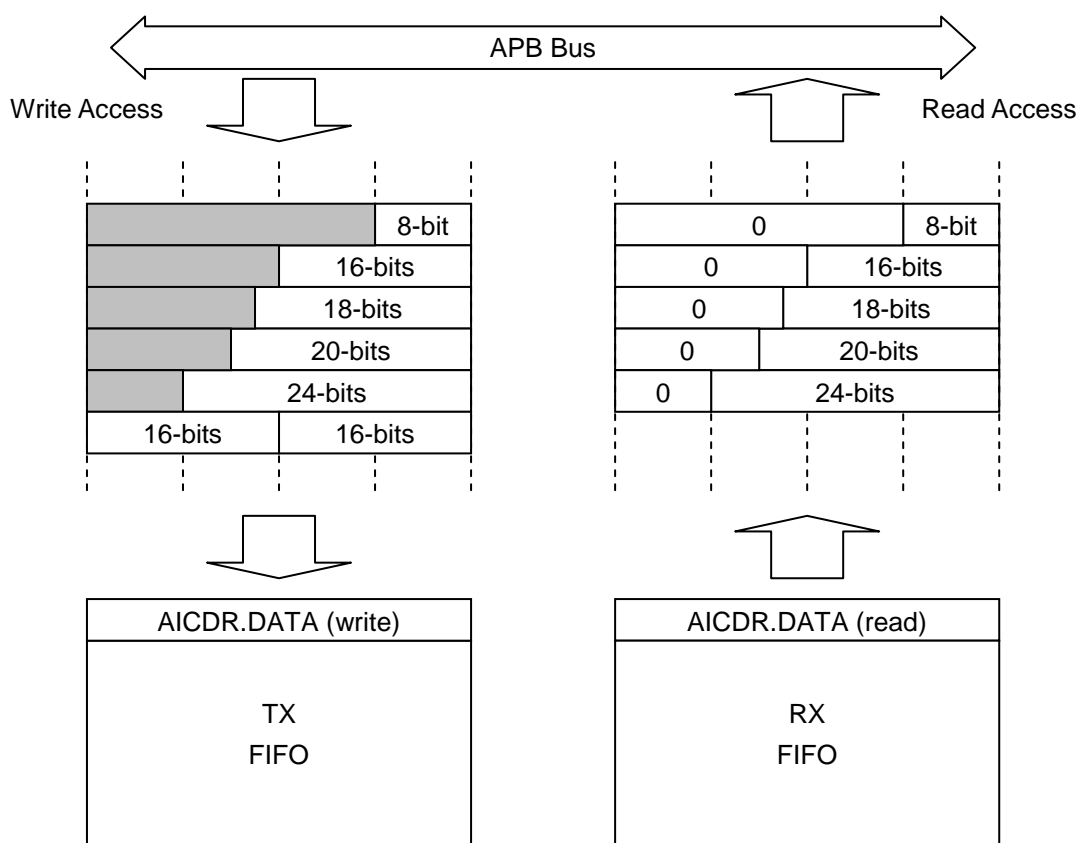 APB Bus
Write Access
Read Access
8-bit
16-bits
18-bits
20-bits
24-bits
16-bits 16-bits
0 8-bit
0 16-bits
0 18-bits
0 20-bits
0 24-bits
AICDR.DATA (write)
TX
FIFO
AICDR.DATA (read)
RX
FIFO